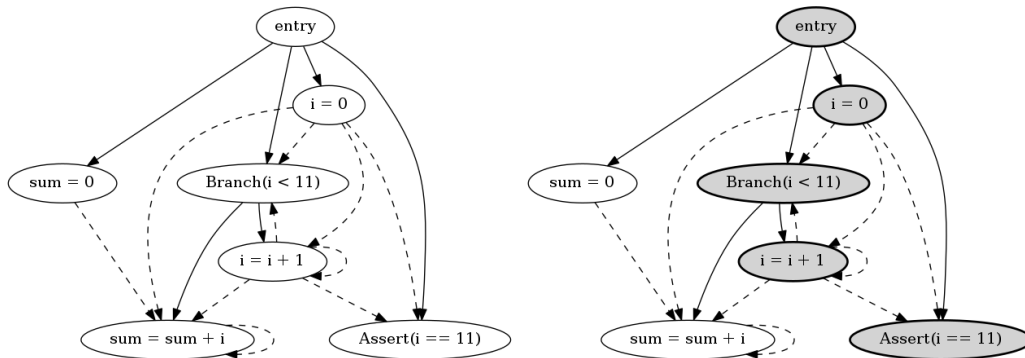 entry
i = 0
sum = 0
Branch(i < 11)
i = i + 1
sum = sum + i
Assert(i == 11)
entry
i = 0
sum = 0
Branch(i < 11)
i = i + 1
sum = sum + i
Assert(i == 11)